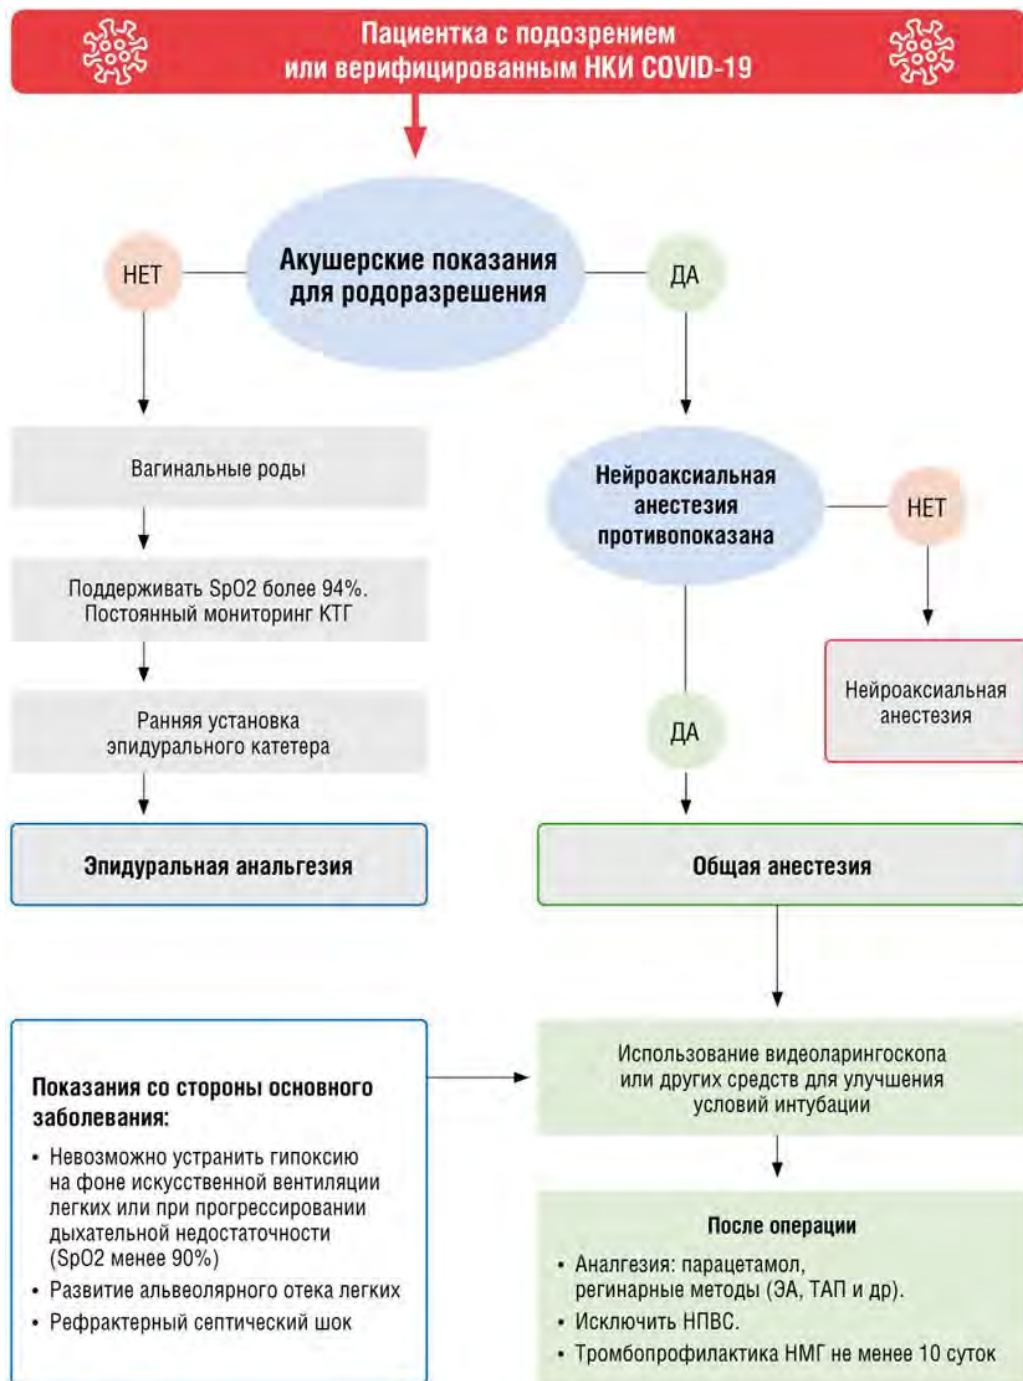 Пациентка с подозрением
или верифицированным НКИ COVID-19
Акушерские показания
для родоразрешения
НЕТ
ДА
Вагинальные роды
Поддерживать SpO2 более 94%.
Постоянный мониторинг КТГ
Ранняя установка
эпидурального катетера
Эпидуральная анальгезия
Нейроаксиальная
анестезия
противопоказана
НЕТ
Нейроаксиальная
анестезия
ДА
Общая анестезия
Показания со стороны основного
заболевания:
• Невозможно устранить гипоксию
на фоне искусственной вентиляции
легких или при прогрессировании
дыхательной недостаточности
(SpO2 менее 90%)
• Развитие альвеолярного отека легких
• Рефрактерный септический шок
Использование видеоларингоскопа
или других средств для улучшения
условий интубации
После операции
• Аналгезия: парацетамол,
регинарные методы (ЭА, ТАП и др).
• Исключить НПВС.
• Тромбопрофилактика НМГ не менее 10 суток